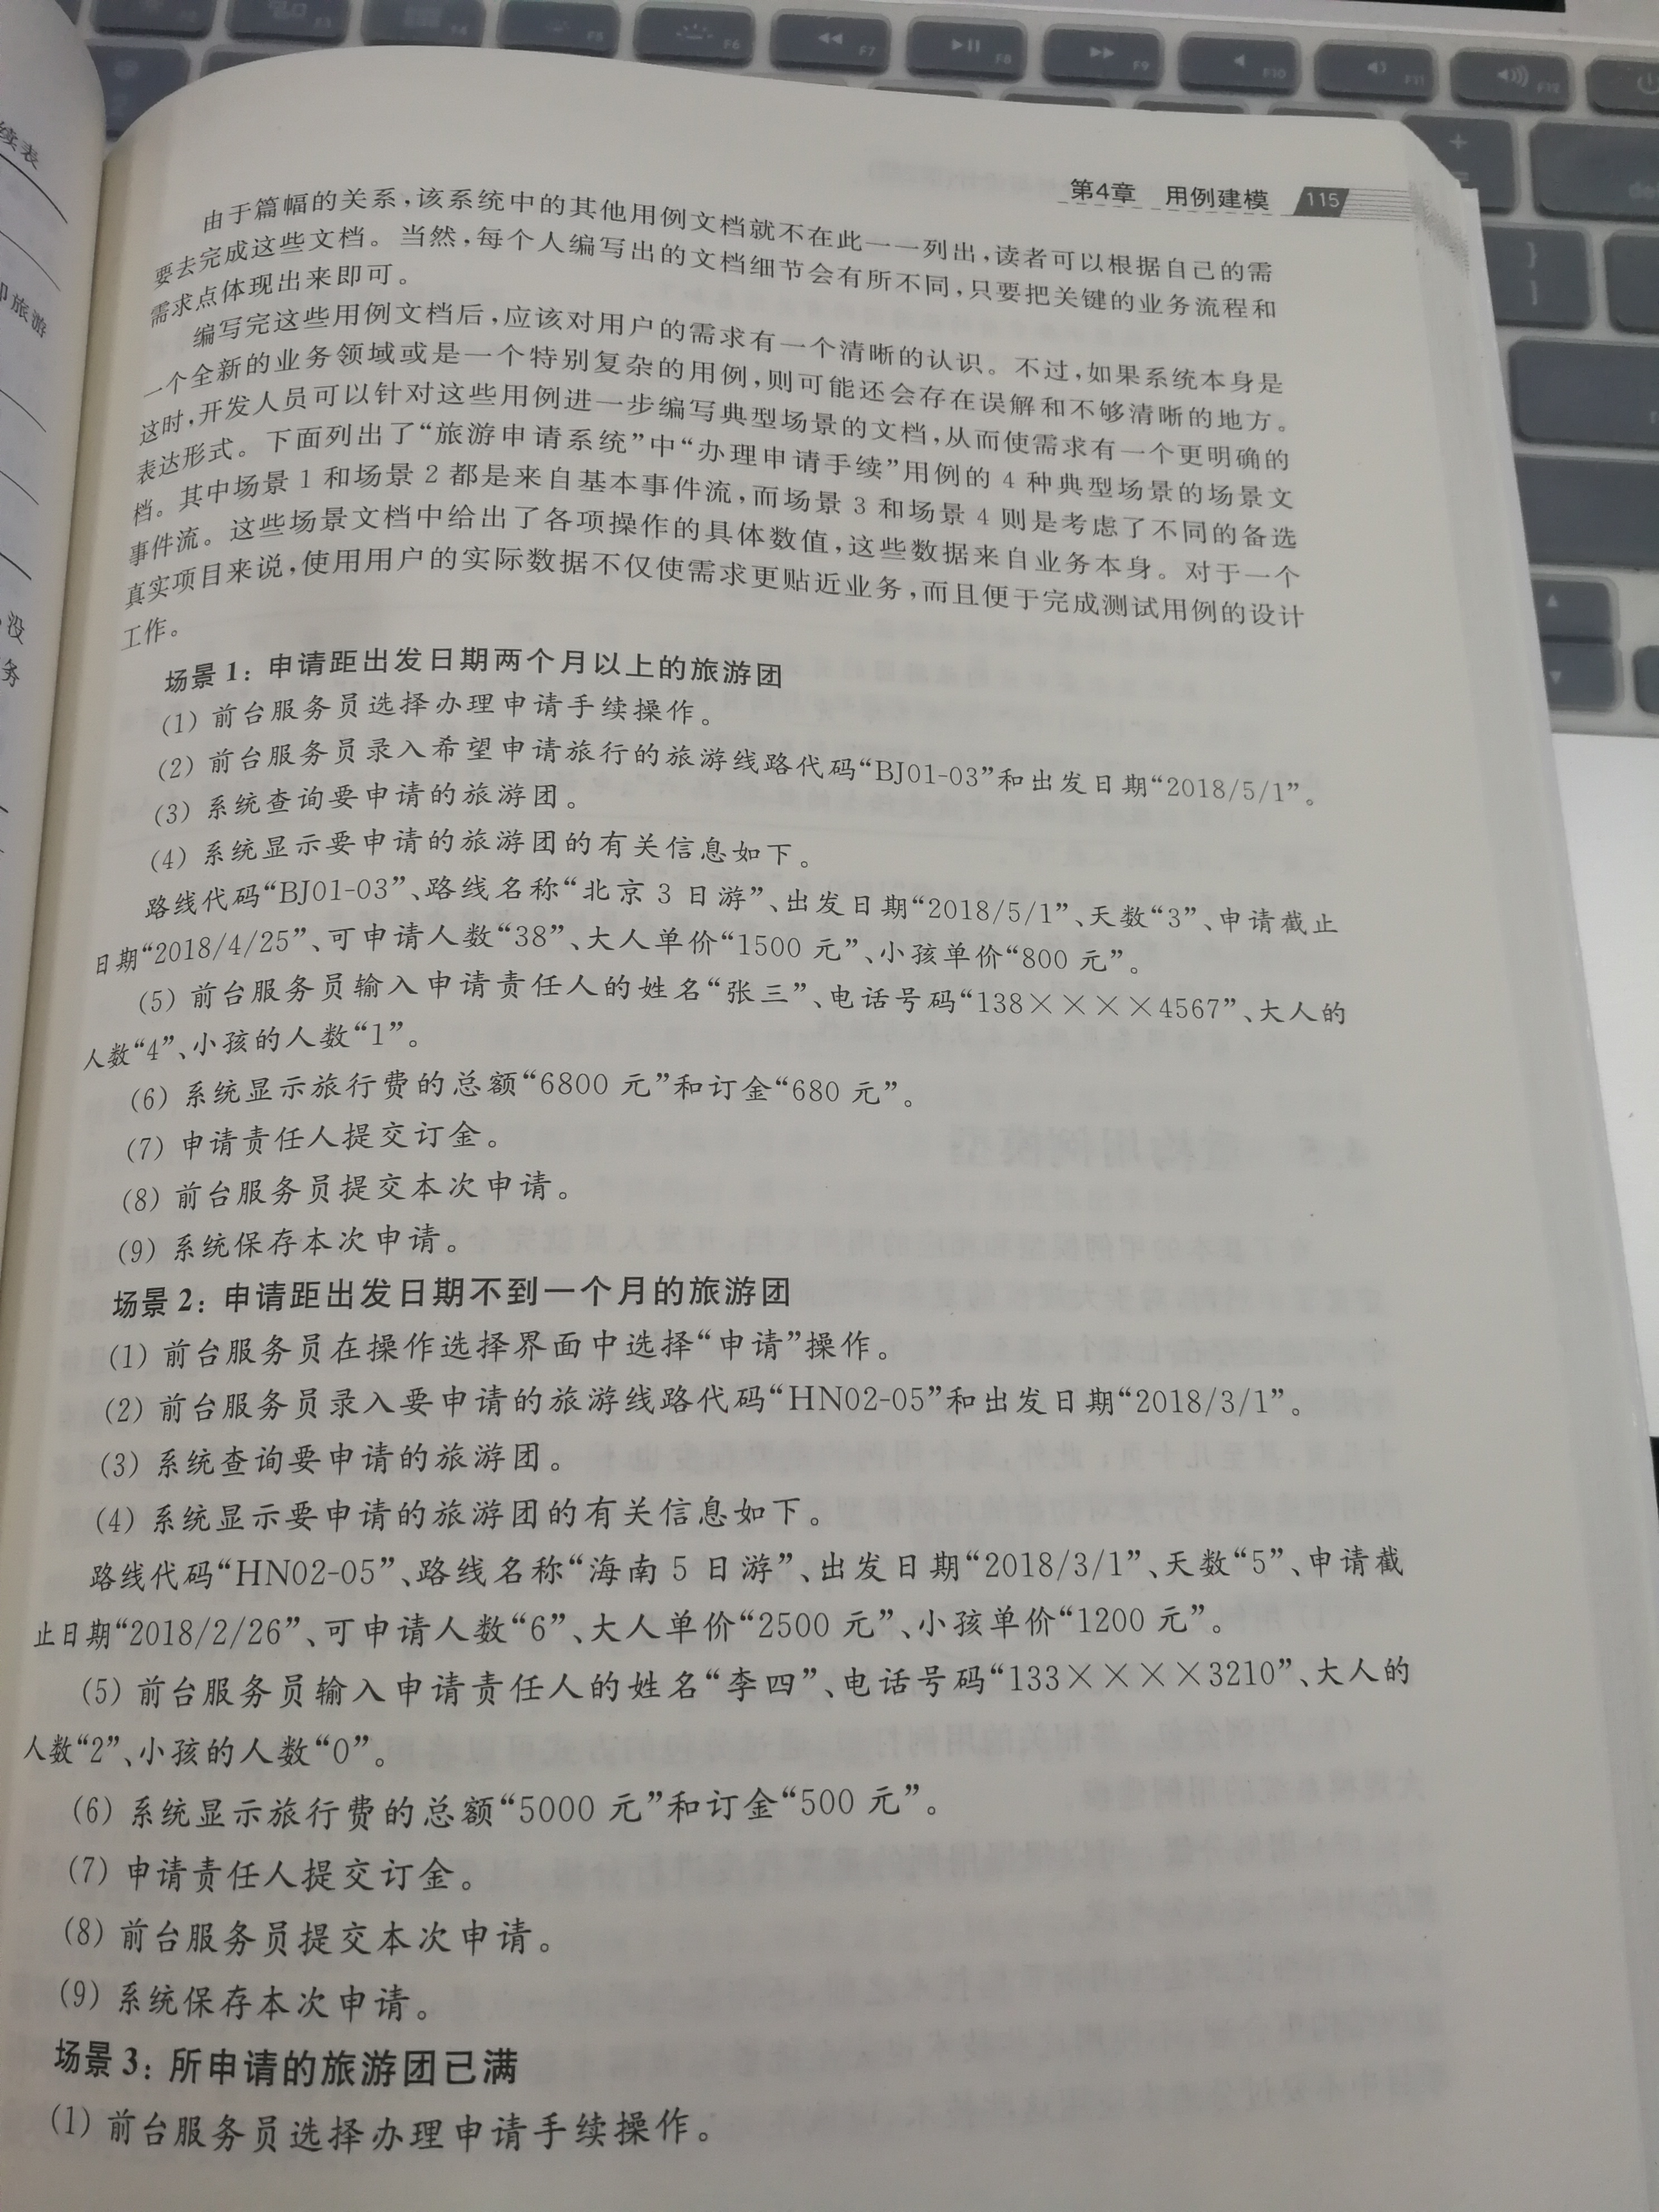 第4章 用例建模 115
由于篇幅的关系,该系统中的其他用例文档就不在此一一列出,读者可以根据自己的需
要去完成这些文档。当然,每个人编写出的文档细节会有所不同,只要把关键的业务流程和
需求点体现出来即可。
编写完这些用例文档后,应该对用户的需求有一个清晰的认识。不过,如果系统本身是
一个全新的业务领域或是一个特别复杂的用例,则可能还会存在误解和不够清晰的地方。
这时,开发人员可以针对这些用例进一步编写典型场景的文档,从而使需求有一个更明确的
表达形式。下面列出了“旅游申请系统”中“办理申请手续”用例的 4 种典型场景的场景文
档。其中场景 1 和场景 2 都是来自基本事件流,而场景 3 和场景 4 则是考虑了不同的备选
事件流。这些场景文档中给出了各项操作的具体数值,这些数据来自业务本身。对于一个
真实项目来说,使用用户的实际数据不仅使需求更贴近业务,而且便于完成测试用例的设计
工作。
场景 1: 申请距出发日期两个月以上的旅游团
(1) 前台服务员选择办理申请手续操作。
(2) 前台服务员录入希望申请旅行的旅游线路代码“BJ01-03”和出发日期“2018/5/1”。
(3) 系统查询要申请的旅游团。
(4) 系统显示要申请的旅游团的有关信息如下。
路线代码“BJ01-03”、路线名称“北京 3 日游”、出发日期“2018/5/1”、天数“3”、申请截止
日期“2018/4/25”、可申请人数“38”、大人单价“1500 元”、小孩单价“800 元”。
(5) 前台服务员输入申请责任人的姓名“张三”、电话号码“138××××4567”、大人的
人数“4”、小孩的人数“1”。
(6) 系统显示旅行费的总额“6800 元”和订金“680 元”。
(7) 申请责任人提交订金。
(8) 前台服务员提交本次申请。
(9) 系统保存本次申请。
场景 2: 申请距出发日期不到一个月的旅游团
(1) 前台服务员在操作选择界面中选择“申请”操作。
(2) 前台服务员录入要申请的旅游线路代码“HN02-05”和出发日期“2018/3/1”。
(3) 系统查询要申请的旅游团。
(4) 系统显示要申请的旅游团的有关信息如下。
路线代码“HN02-05”、路线名称“海南 5 日游”、出发日期“2018/3/1”、天数“5”、申请截
止日期“2018/2/26”、可申请人数“6”、大人单价“2500 元”、小孩单价“1200 元”。
(5) 前台服务员输入申请责任人的姓名“李四”、电话号码“133××××3210”、大人的
人数“2”、小孩的人数“0”。
(6) 系统显示旅行费的总额“5000 元”和订金“500 元”。
(7) 申请责任人提交订金。
(8) 前台服务员提交本次申请。
(9) 系统保存本次申请。
场景 3: 所申请的旅游团已满
(1) 前台服务员选择办理申请手续操作。
续表
旅游
没
务
F4
F5
F6
F7
F8
F9
F10
F11
F12